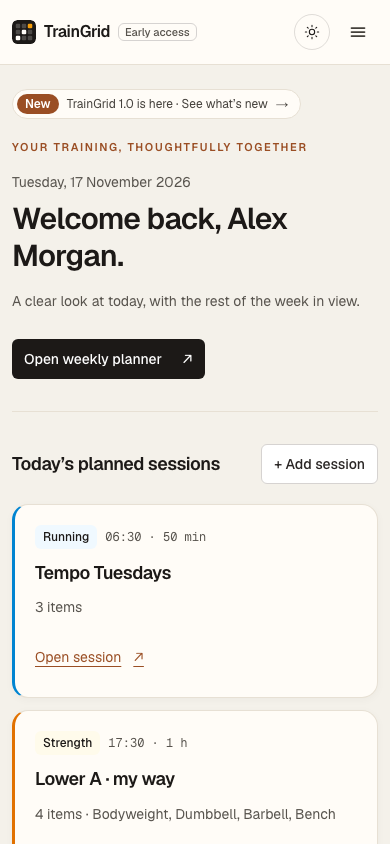 TrainGrid Early access
New TrainGrid 1.0 is here · See what’s new →
YOUR TRAINING, THOUGHTFULLY TOGETHER
Tuesday, 17 November 2026
Welcome back, Alex
Morgan.
A clear look at today, with the rest of the week in view.
Open weekly planner ↗
Today’s planned sessions
+ Add session
Running 06:30 · 50 min
Tempo Tuesdays
3 items
Open session ↗
Strength 17:30 · 1 h
Lower A · my way
4 items · Bodyweight, Dumbbell, Barbell, Bench